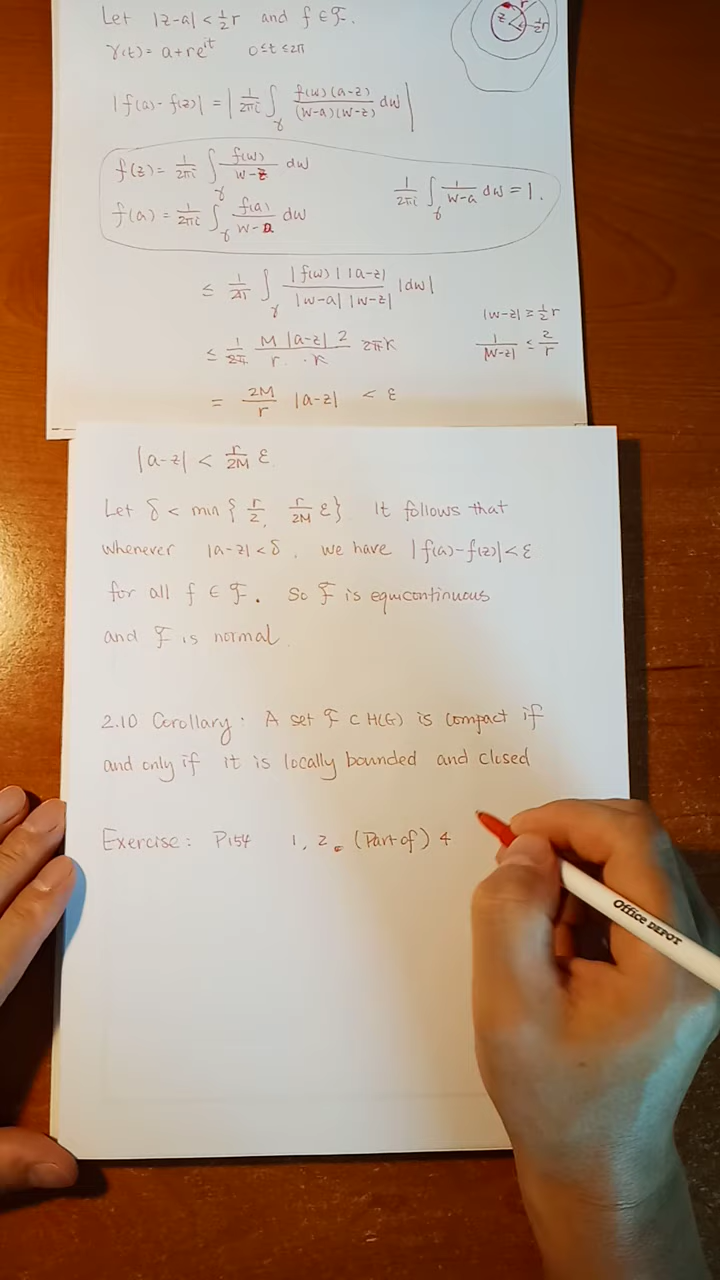 Let |z-a| < ½r and f ∈ ℱ.
γ(t) = a+re^{it} 0≤t≤2π
z r ½r
|f(a)-f(z)| = | 1/2πi ∫_γ f(w)(a-z)/(w-a)(w-z) dw |
f(z) = 1/2πi ∫_γ f(w)/w-z dw
1/2πi ∫_γ 1/w-a dw = 1.
f(a) = 1/2πi ∫_γ f(a)/w-a dw
≤ 1/2π ∫_γ |f(w)| |a-z|/|w-a| |w-z| |dw|
|w-z| ≥ ½r
≤ 1/2π M |a-z| 2/r · r 2πr
1/|w-z| ≤ 2/r
= 2M/r |a-z| < ε
|a-z| < r/2M ε
Let δ < min { r/2, r/2M ε } It follows that
whenever |a-z| < δ, we have |f(a)-f(z)| < ε
for all f ∈ ℱ. So ℱ is equicontinuous
and ℱ is normal.
2.10 Corollary: A set ℱ ⊂ H(G) is compact if
and only if it is locally bounded and closed
Exercise: P154 1, 2. (Part of) 4
Office DEPOT